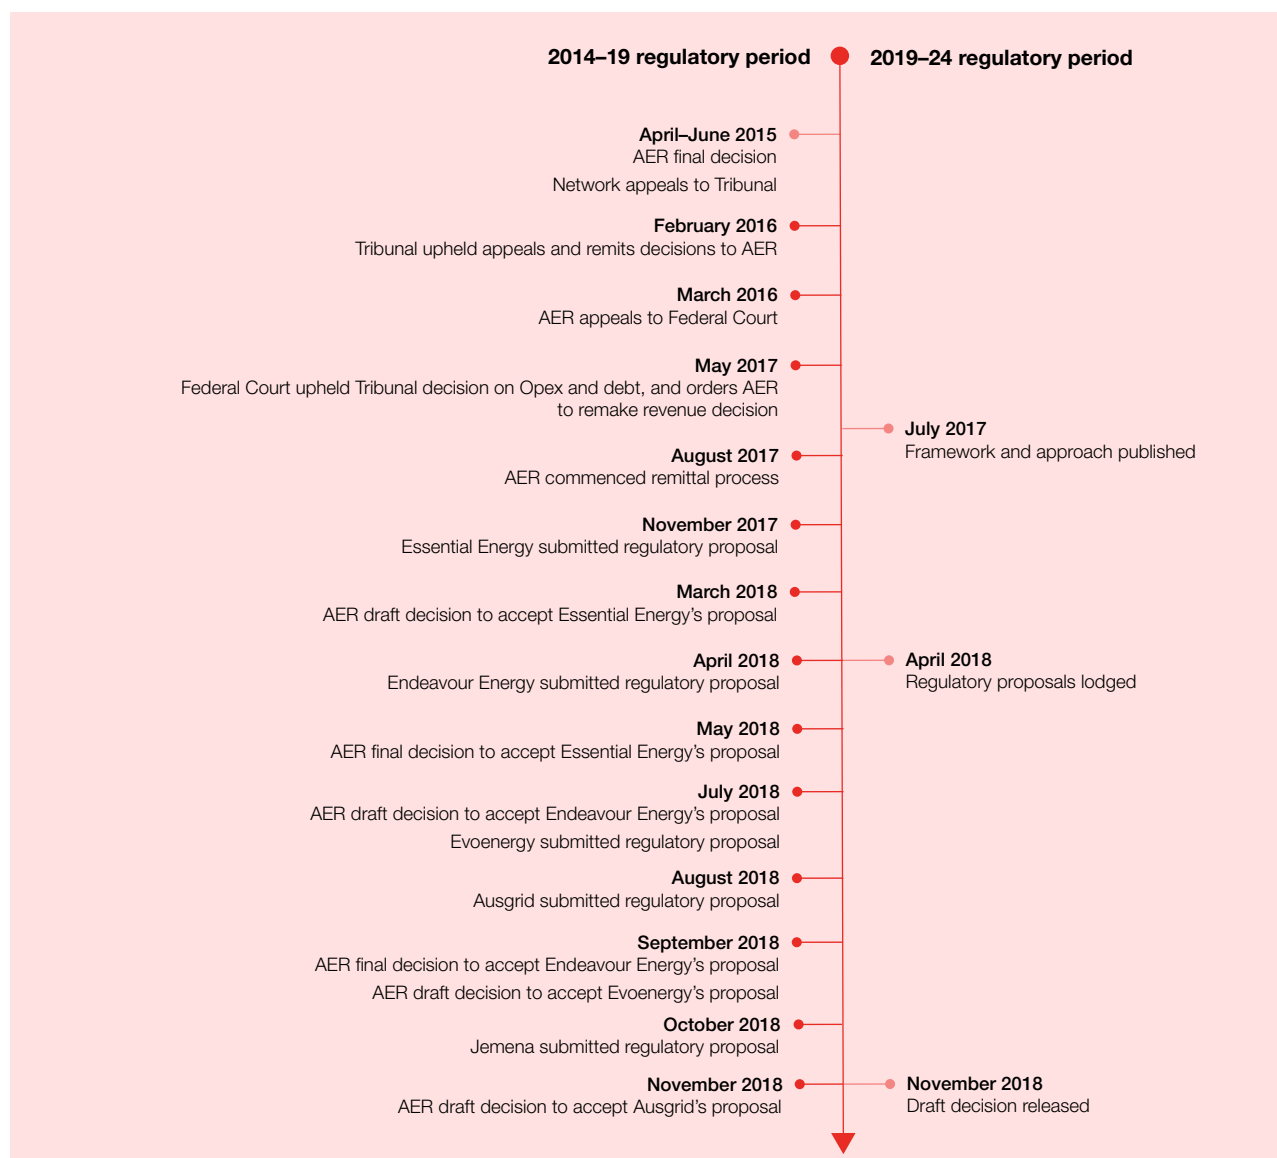 2014–19 regulatory period
2019–24 regulatory period
April–June 2015
AER final decision
Network appeals to Tribunal
February 2016
Tribunal upheld appeals and remits decisions to AER
March 2016
AER appeals to Federal Court
May 2017
Federal Court upheld Tribunal decision on Opex and debt, and orders AER
to remake revenue decision
July 2017
Framework and approach published
August 2017
AER commenced remittal process
November 2017
Essential Energy submitted regulatory proposal
March 2018
AER draft decision to accept Essential Energy’s proposal
April 2018
Endeavour Energy submitted regulatory proposal
April 2018
Regulatory proposals lodged
May 2018
AER final decision to accept Essential Energy’s proposal
July 2018
AER draft decision to accept Endeavour Energy’s proposal
Evoenergy submitted regulatory proposal
August 2018
Ausgrid submitted regulatory proposal
September 2018
AER final decision to accept Endeavour Energy’s proposal
AER draft decision to accept Evoenergy’s proposal
October 2018
Jemena submitted regulatory proposal
November 2018
AER draft decision to accept Ausgrid’s proposal
November 2018
Draft decision released